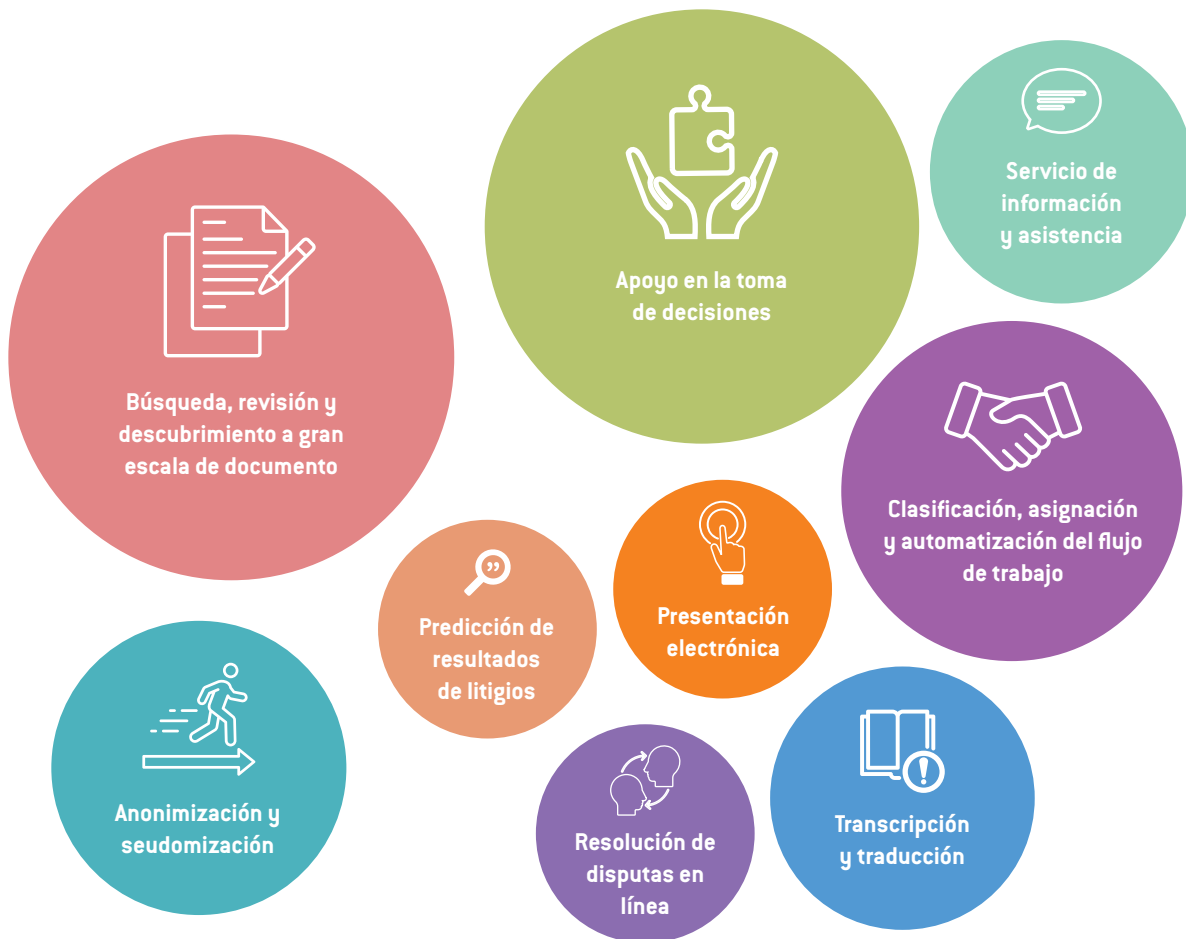 Servicio de
información
y asistencia
Apoyo en la toma
de decisiones
Búsqueda, revisión y
descubrimiento a gran
escala de documento
Clasificación, asignación
y automatización del flujo
de trabajo
Predicción de
resultados
de litigios
Presentación
electrónica
Anonimización y
seudomización
Resolución de
disputas en
línea
Transcripción
y traducción